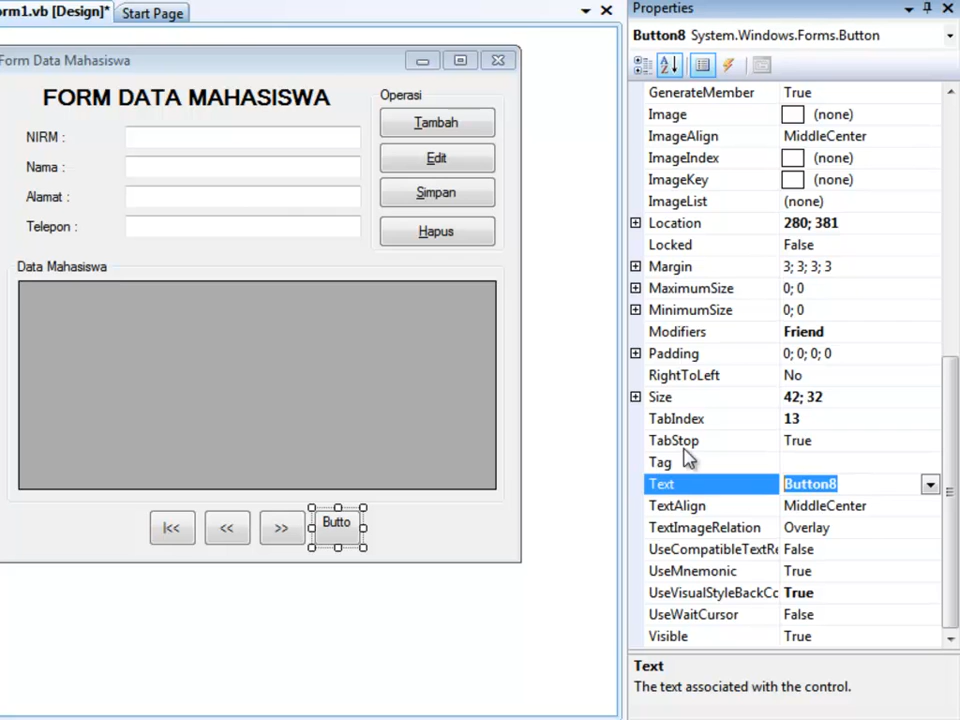 orm1.vb [Design]* Start Page
Form Data Mahasiswa
FORM DATA MAHASISWA
NIRM :
Nama :
Alamat :
Telepon :
Operasi
Tambah
Edit
Simpan
Hapus
Data Mahasiswa
|<< << >> Butto
Properties
Button8 System.Windows.Forms.Button
GenerateMember True
Image (none)
ImageAlign MiddleCenter
ImageIndex (none)
ImageKey (none)
ImageList (none)
Location 280; 381
Locked False
Margin 3; 3; 3; 3
MaximumSize 0; 0
MinimumSize 0; 0
Modifiers Friend
Padding 0; 0; 0; 0
RightToLeft No
Size 42; 32
TabIndex 13
TabStop True
Tag
Text Button8
TextAlign MiddleCenter
TextImageRelation Overlay
UseCompatibleTextRe False
UseMnemonic True
UseVisualStyleBackCo True
UseWaitCursor False
Visible True
Text
The text associated with the control.